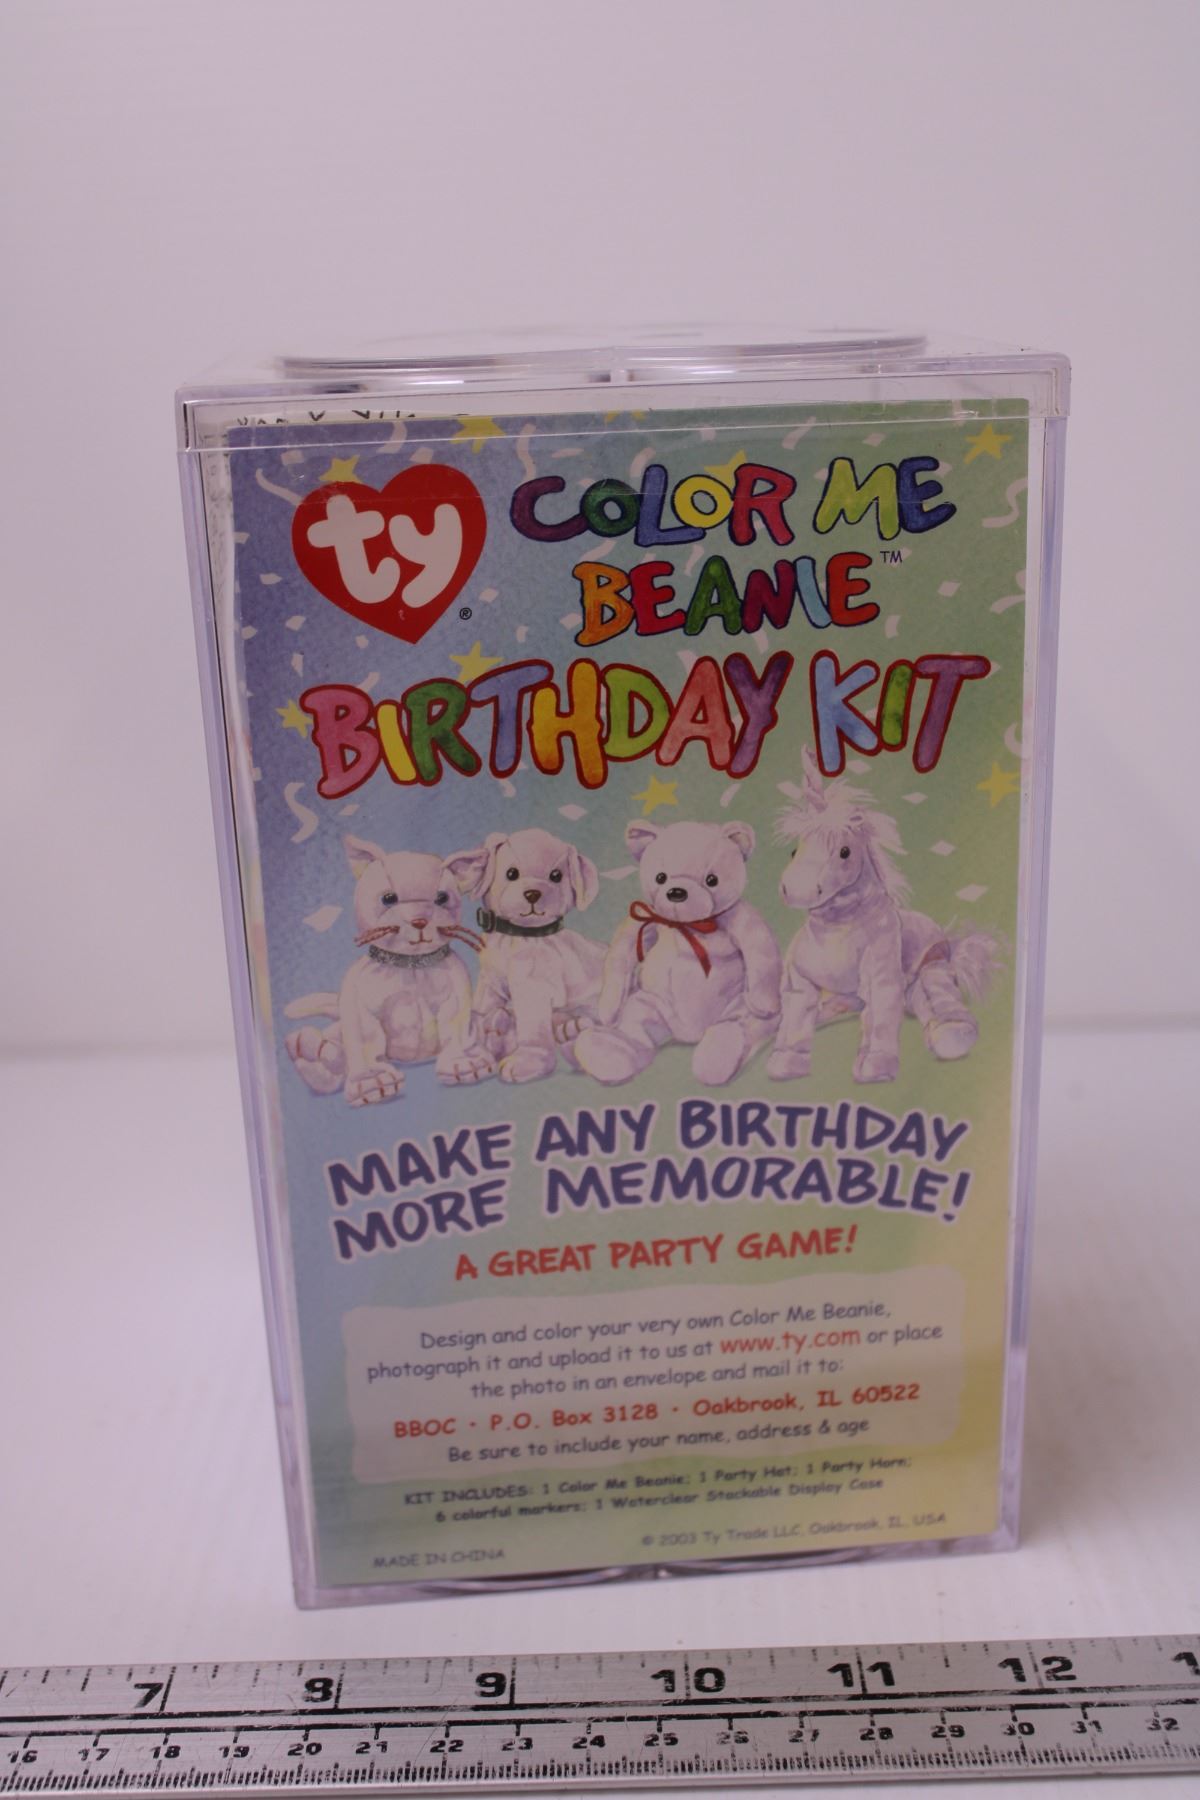 ty®
COLOR ME
BEANIE™
BIRTHDAY KIT
MAKE ANY BIRTHDAY
MORE MEMORABLE!
A GREAT PARTY GAME!
Design and color your very own Color Me Beanie,
photograph it and upload it to us at www.ty.com or place
the photo in an envelope and mail it to:
BBOC • P.O. Box 3128 • Oakbrook, IL 60522
Be sure to include your name, address & age
KIT INCLUDES: 1 Color Me Beanie; 1 Party Hat; 1 Party Horn;
6 colorful markers; 1 Waterclear Stackable Display Case
© 2003 Ty Trade LLC, Oakbrook, IL, USA
MADE IN CHINA
7 8 9 10 11 12
16 17 18 19 20 21 22 23 24 25 26 27 28 29 30 31 32